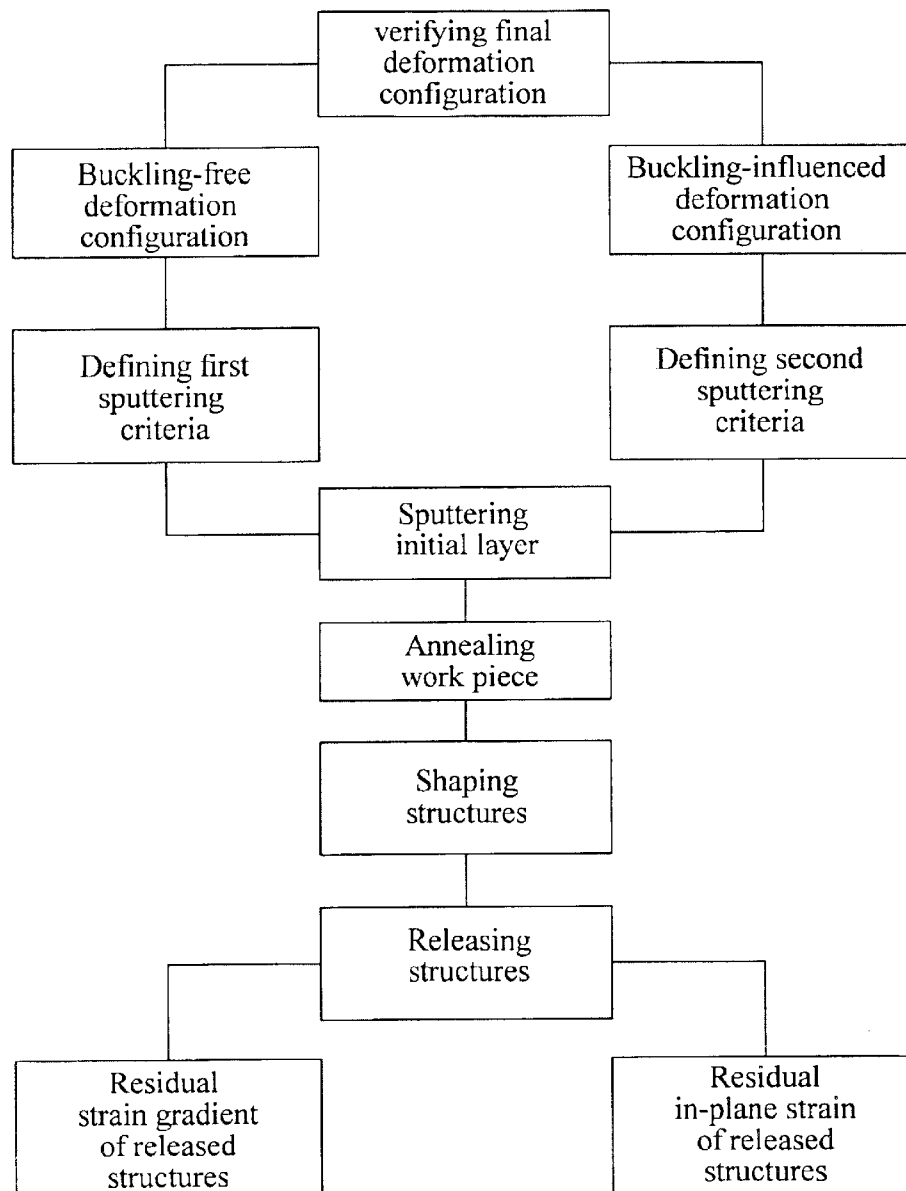 verifying final
deformation
configuration
Buckling-free
deformation
configuration
Buckling-influenced
deformation
configuration
Defining first
sputtering
criteria
Defining second
sputtering
criteria
Sputtering
initial layer
Annealing
work piece
Shaping
structures
Releasing
structures
Residual
strain gradient
of released
structures
Residual
in-plane strain
of released
structures